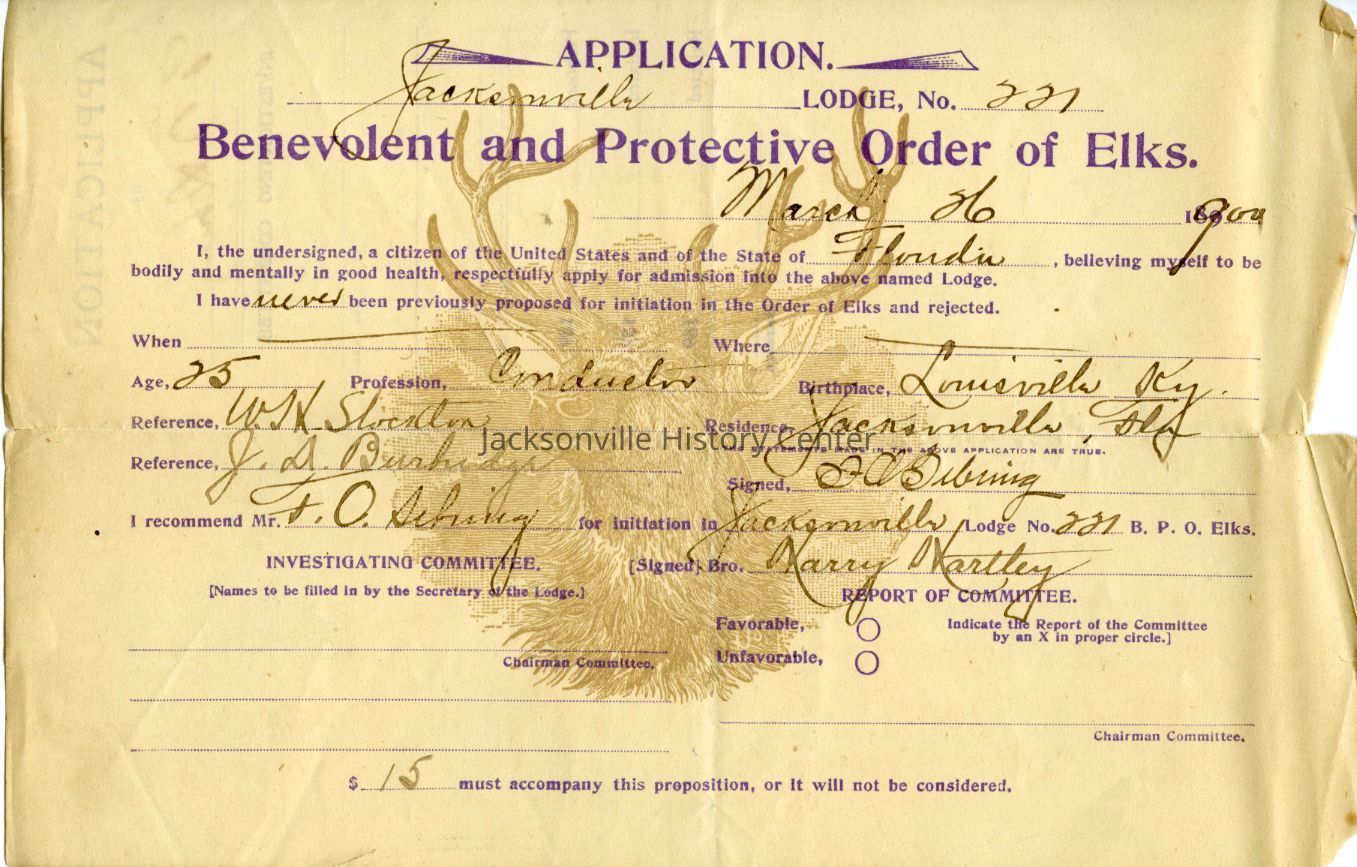 APPLICATION.
Jacksonville LODGE, No. 221
Benevolent and Protective Order of Elks.
March 26 1900
I, the undersigned, a citizen of the United States and of the State of Florida, believing myself to be
bodily and mentally in good health, respectfully apply for admission into the above named Lodge.
I have never been previously proposed for initiation in the Order of Elks and rejected.
When Where
Age, 25 Profession, Conductor Birthplace, Louisville Ky.
Reference, W. H. Stockton Residence, Jacksonville, Fla
Jacksonville History Center
STATEMENTS MADE IN THE ABOVE APPLICATION ARE TRUE.
Reference, J. D. Burbridge Signed, F O Sibring
I recommend Mr. F. O. Sibring for initiation in Jacksonville Lodge No. 221 B. P. O. Elks.
INVESTIGATING COMMITTEE. [Signed] Bro. Harry Hartley
[Names to be filled in by the Secretary of the Lodge.] REPORT OF COMMITTEE.
Favorable, Indicate the Report of the Committee
by an X in proper circle.]
Unfavorable,
Chairman Committee.
Chairman Committee.
$ 15 must accompany this proposition, or it will not be considered.